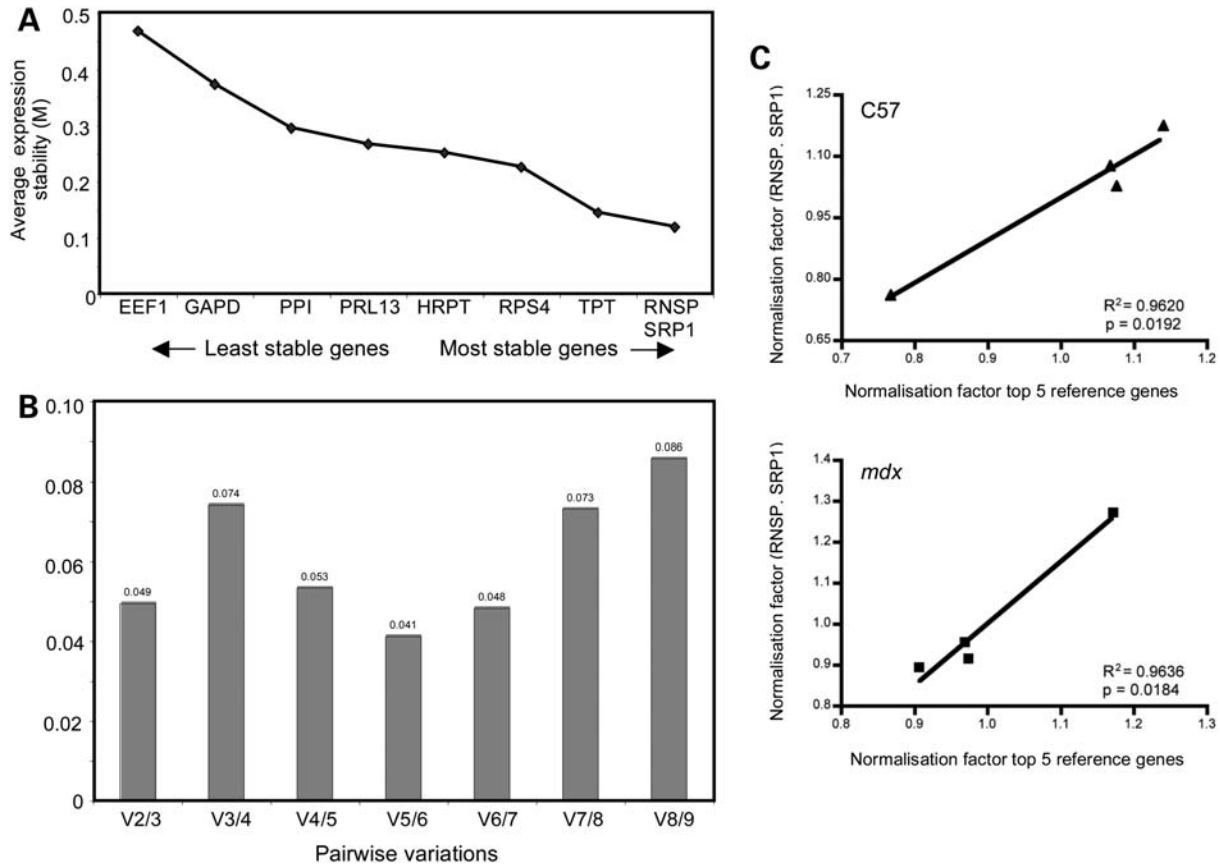 A
Average expression
stability (M)
0.5
0.4
0.3
0.2
0.1
0
EEF1 GAPD PPI PRL13 HRPT RPS4 TPT RNSP
SRP1
Least stable genes Most stable genes
B
0.10
0.08
0.06
0.04
0.02
0
0.049
0.074
0.053
0.041
0.048
0.073
0.086
V2/3 V3/4 V4/5 V5/6 V6/7 V7/8 V8/9
Pairwise variations
C
Normalisation factor (RNSP. SRP1)
1.25
1.10
0.95
0.80
0.65
C57
R2 = 0.9620
p = 0.0192
0.7 0.8 0.9 1.0 1.1 1.2
Normalisation factor top 5 reference genes
Normalisation factor (RNSP. SRP1)
1.4
1.3
1.2
1.1
1.0
0.9
0.8
mdx
R2 = 0.9636
p = 0.0184
0.8 0.9 1.0 1.1 1.2 1.3
Normalisation factor top 5 reference genes